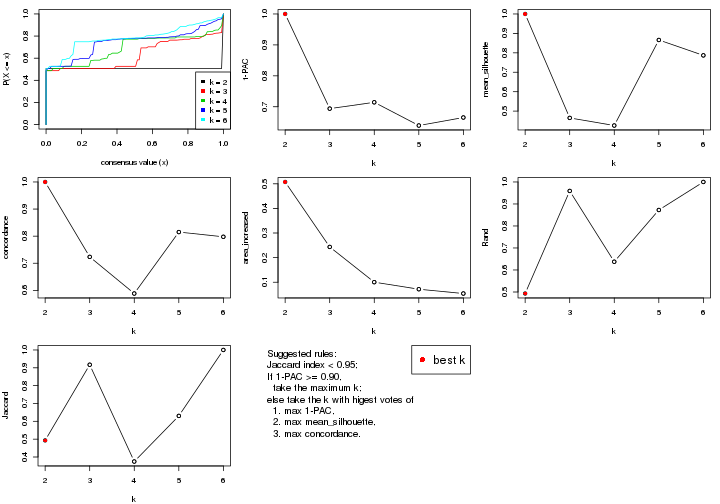 P(X <= x)
0.0 0.2 0.4 0.6 0.8 1.0
k = 2
k = 3
k = 4
k = 5
k = 6
0.0 0.2 0.4 0.6 0.8 1.0
consensus value (x)
1-PAC
0.7 0.8 0.9 1.0
2 3 4 5 6
k
mean_silhouette
0.5 0.6 0.7 0.8 0.9 1.0
2 3 4 5 6
k
concordance
0.6 0.7 0.8 0.9 1.0
2 3 4 5 6
k
area_increased
0.1 0.2 0.3 0.4 0.5
2 3 4 5 6
k
Rand
0.5 0.6 0.7 0.8 0.9 1.0
2 3 4 5 6
k
Jaccard
0.4 0.5 0.6 0.7 0.8 0.9 1.0
2 3 4 5 6
k
Suggested rules:
Jaccard index < 0.95;
If 1-PAC >= 0.90,
take the maximum k;
else take the k with higest votes of
1. max 1-PAC,
2. max mean_silhouette,
3. max concordance.
best k